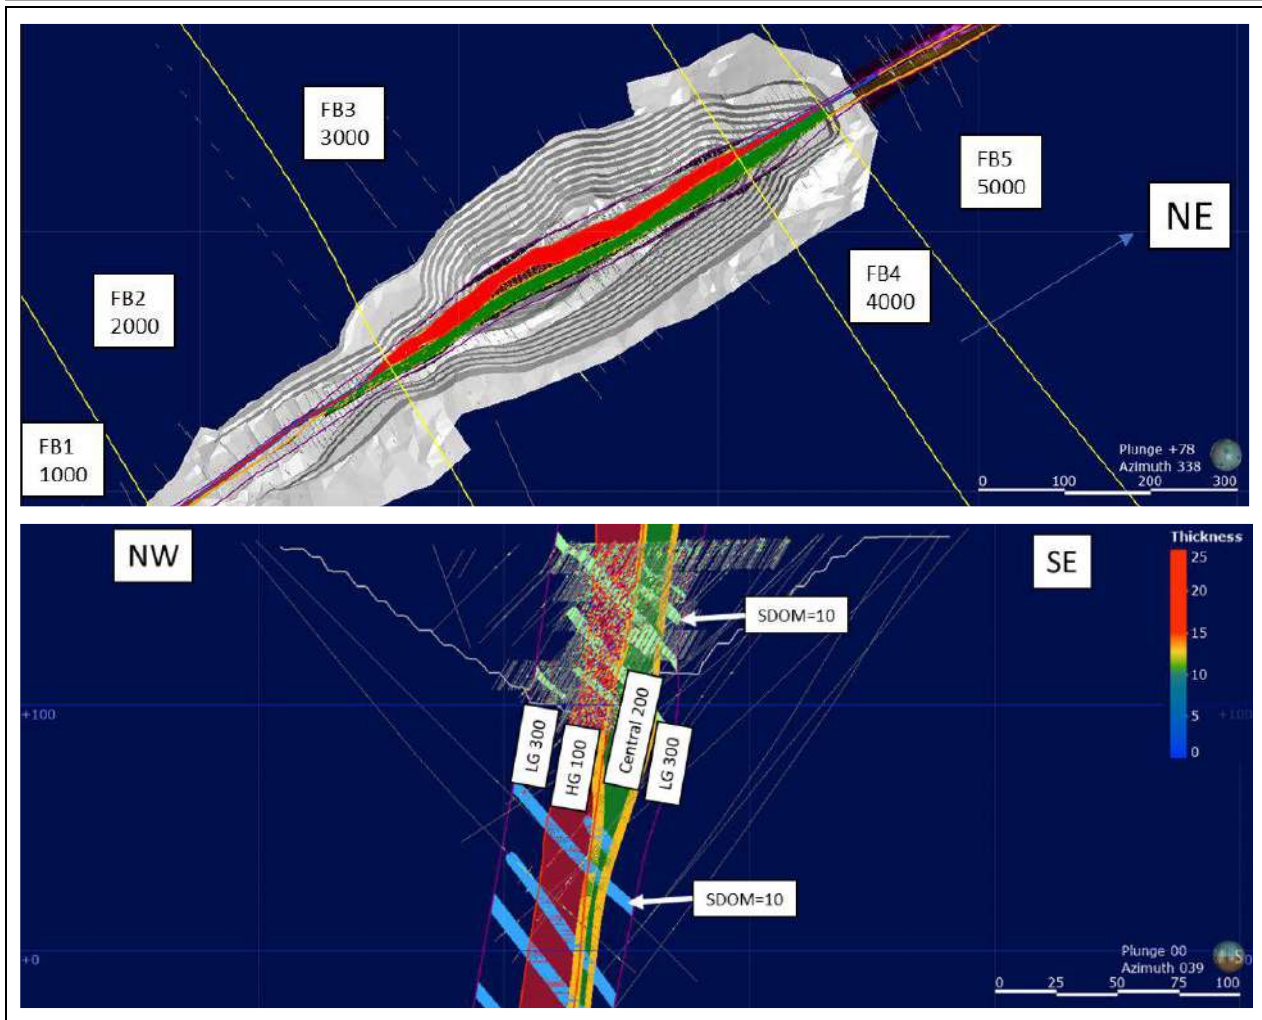 FB3
3000
FB5
5000
NE
FB2
2000
FB4
4000
FB1
1000
Plunge +78
Azimuth 338
0 100 200 300
NW
SE
Thickness
25
20
15
10
5
0
SDOM=10
+100
+100
LG 300
HG 100
Central 200
LG 300
SDOM=10
+0
Plunge 00
Azimuth 039
0 25 50 75 100